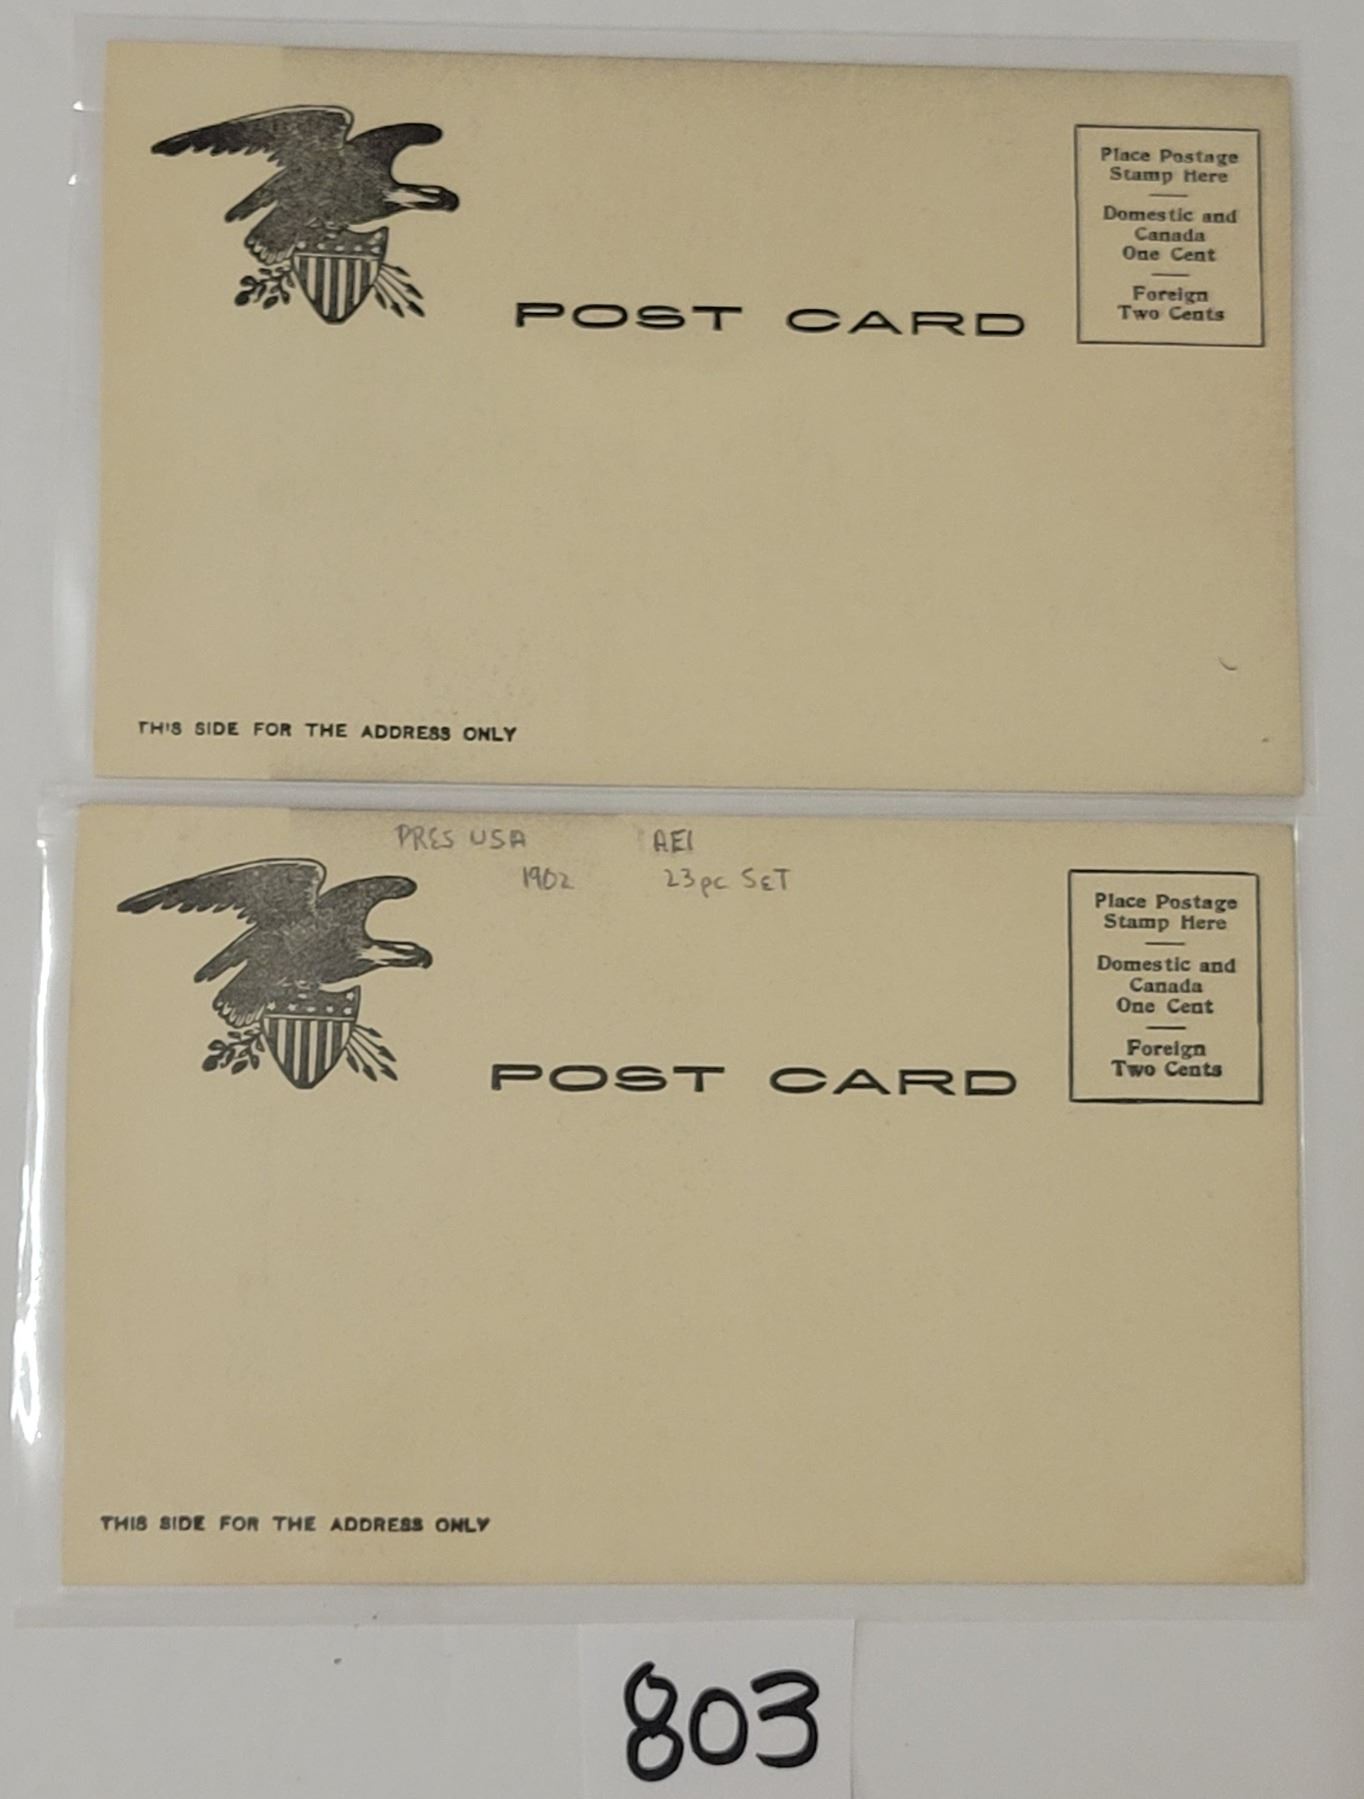 Place Postage
Stamp Here
Domestic and
Canada
One Cent
Foreign
Two Cents
POST CARD
THIS SIDE FOR THE ADDRESS ONLY
PRES USA AEI
1902 23pc SET
Place Postage
Stamp Here
Domestic and
Canada
One Cent
Foreign
Two Cents
POST CARD
THIS SIDE FOR THE ADDRESS ONLY
803